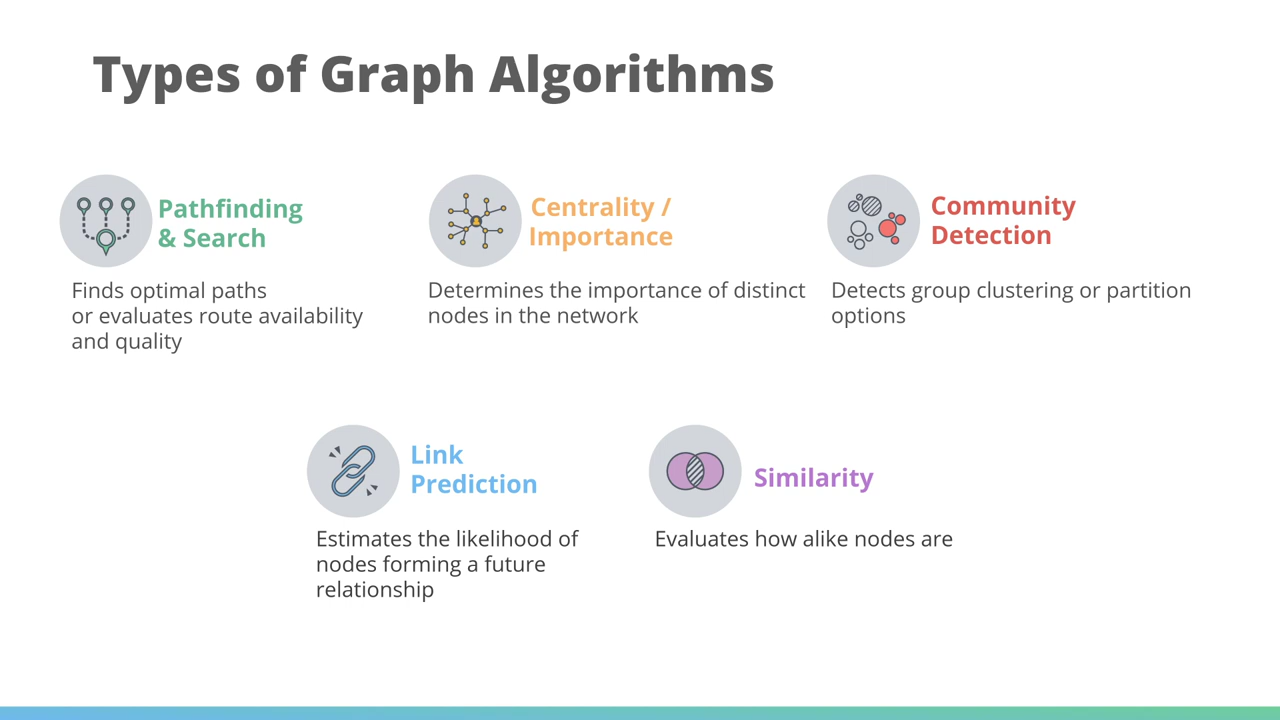 Types of Graph Algorithms
Pathfinding
& Search
Finds optimal paths
or evaluates route availability
and quality
Centrality /
Importance
Determines the importance of distinct
nodes in the network
Community
Detection
Detects group clustering or partition
options
Link
Prediction
Estimates the likelihood of
nodes forming a future
relationship
Similarity
Evaluates how alike nodes are